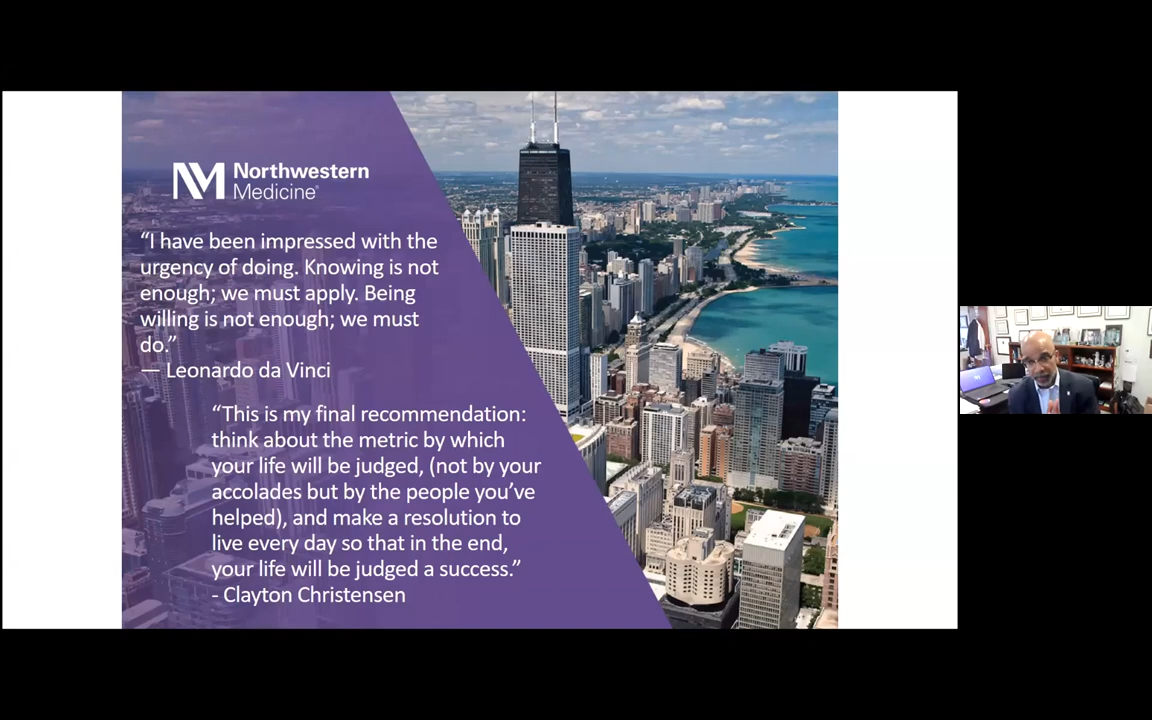 Northwestern
Medicine®
“I have been impressed with the
urgency of doing. Knowing is not
enough; we must apply. Being
willing is not enough; we must
do.”
— Leonardo da Vinci
“This is my final recommendation:
think about the metric by which
your life will be judged, (not by your
accolades but by the people you’ve
helped), and make a resolution to
live every day so that in the end,
your life will be judged a success.”
- Clayton Christensen